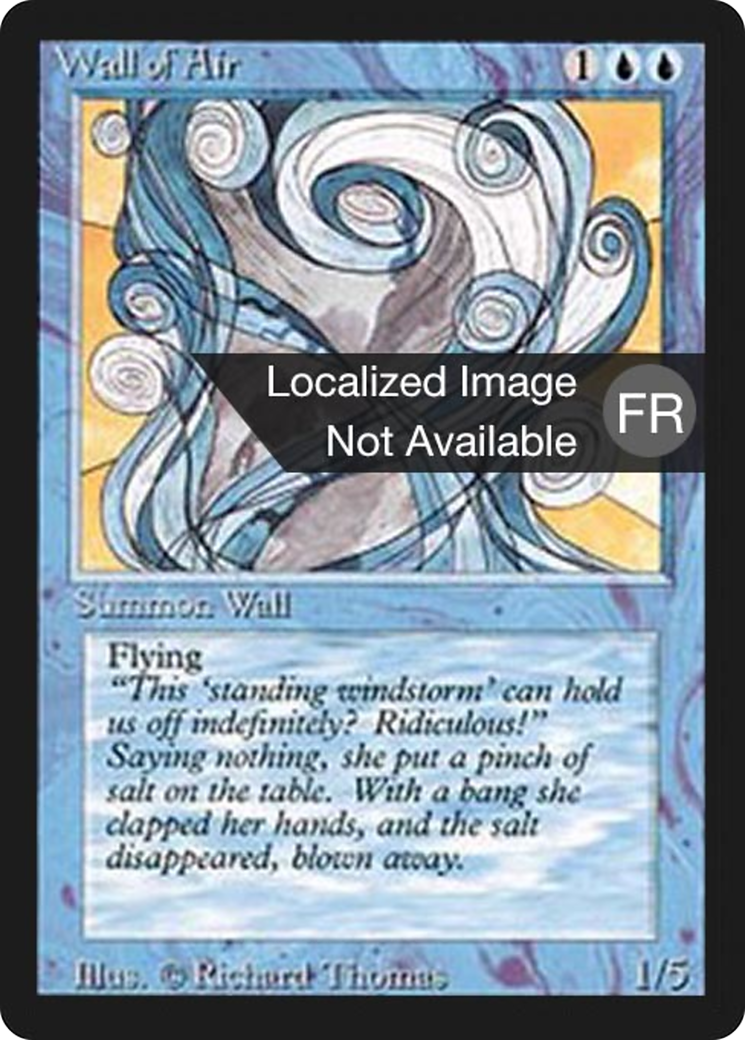 Wall of Air
1
Localized Image
Not Available
FR
Summon Wall
Flying
“This ‘standing windstorm’ can hold
us off indefinitely? Ridiculous!”
Saying nothing, she put a pinch of
salt on the table. With a bang she
clapped her hands, and the salt
disappeared, blown away.
Illus. © Richard Thomas
1/5